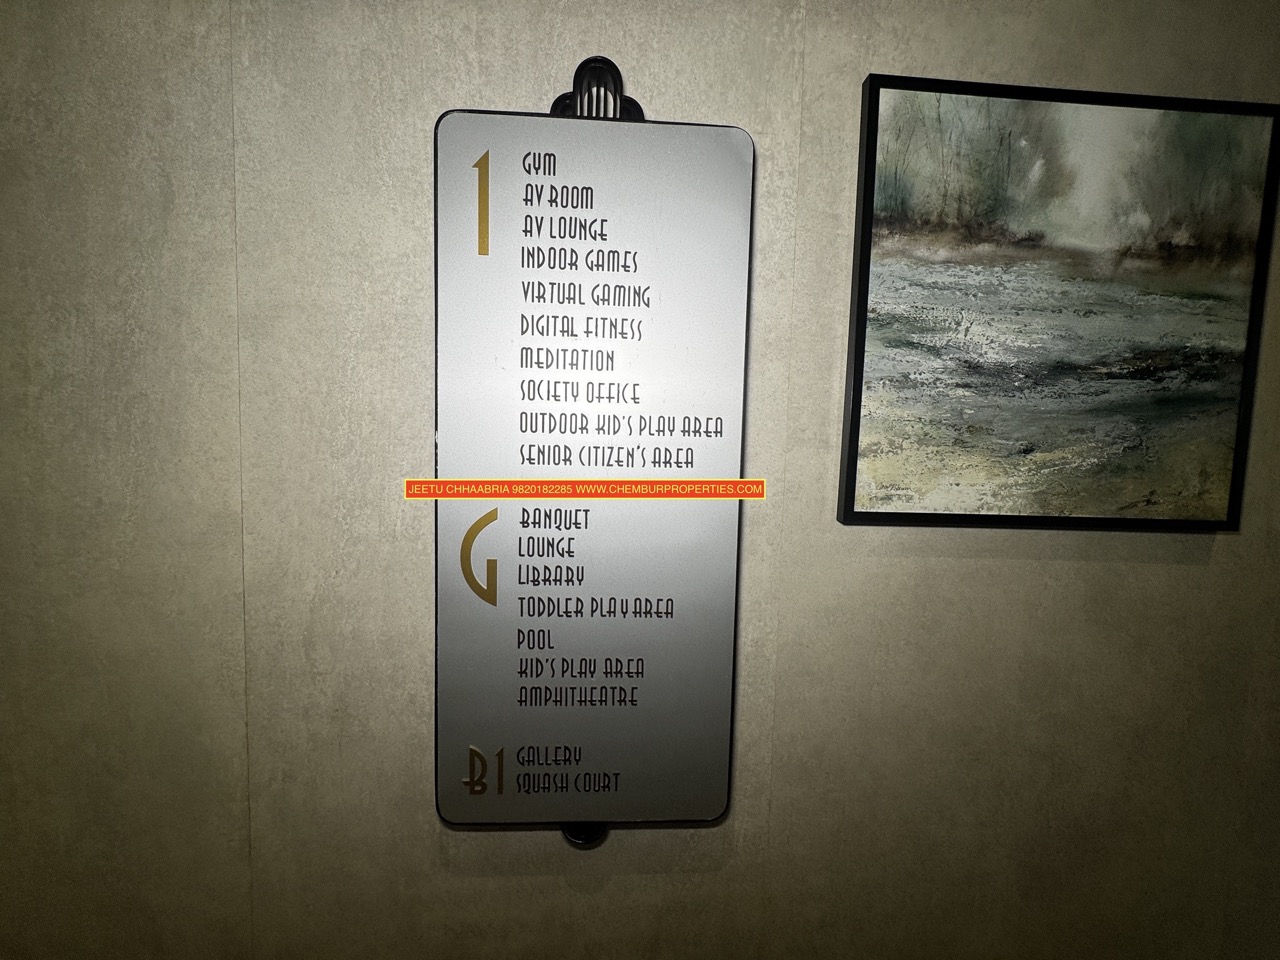 1
GYM
AV ROOM
AV LOUNGE
INDOOR GAMES
VIRTUAL GAMING
DIGITAL FITNESS
MEDITATION
SOCIETY OFFICE
OUTDOOR KID'S PLAY AREA
SENIOR CITIZEN'S AREA
JEETU CHHAABRIA 9820182285 WWW.CHEMBURPROPERTIES.COM
G
BANQUET
LOUNGE
LIBRARY
TODDLER PLAY AREA
POOL
KID'S PLAY AREA
AMPHITHEATRE
B1
GALLERY
SQUASH COURT